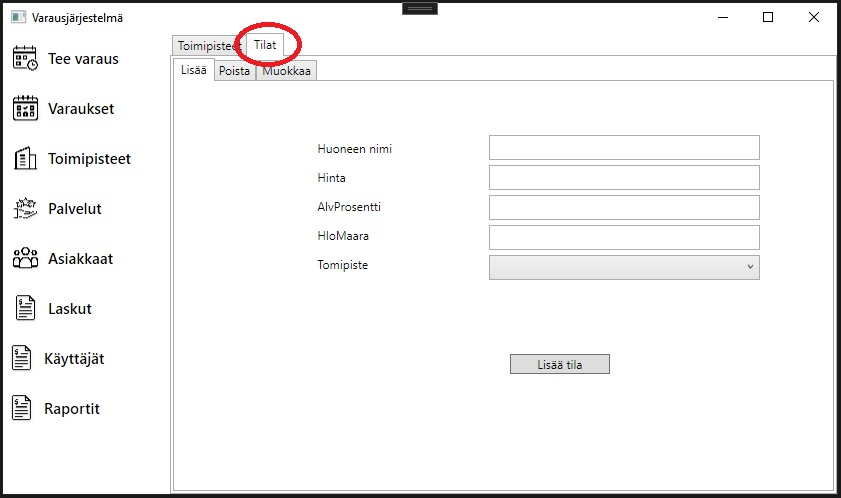 Varausjärjestelmä
Tee varaus
Varaukset
Toimipisteet
Palvelut
Asiakkaat
Laskut
Käyttäjät
Raportit
Toimipisteet Tilat
Lisää Poista Muokkaa
Huoneen nimi
Hinta
AlvProsentti
HloMaara
Tomipiste
Lisää tila